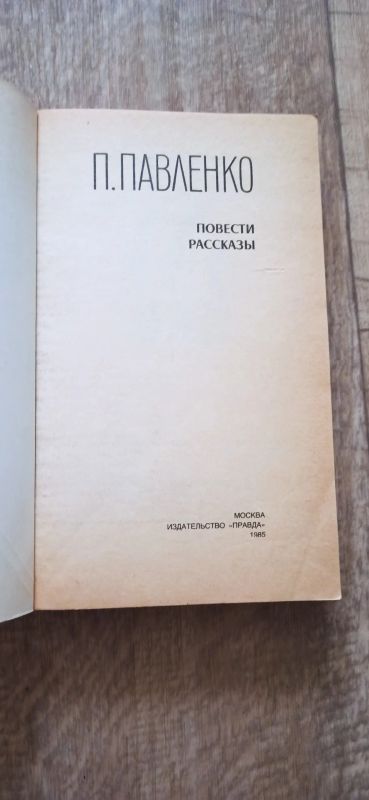 П. ПАВЛЕНКО
ПОВЕСТИ
РАССКАЗЫ
МОСКВА
ИЗДАТЕЛЬСТВО «ПРАВДА»
1985